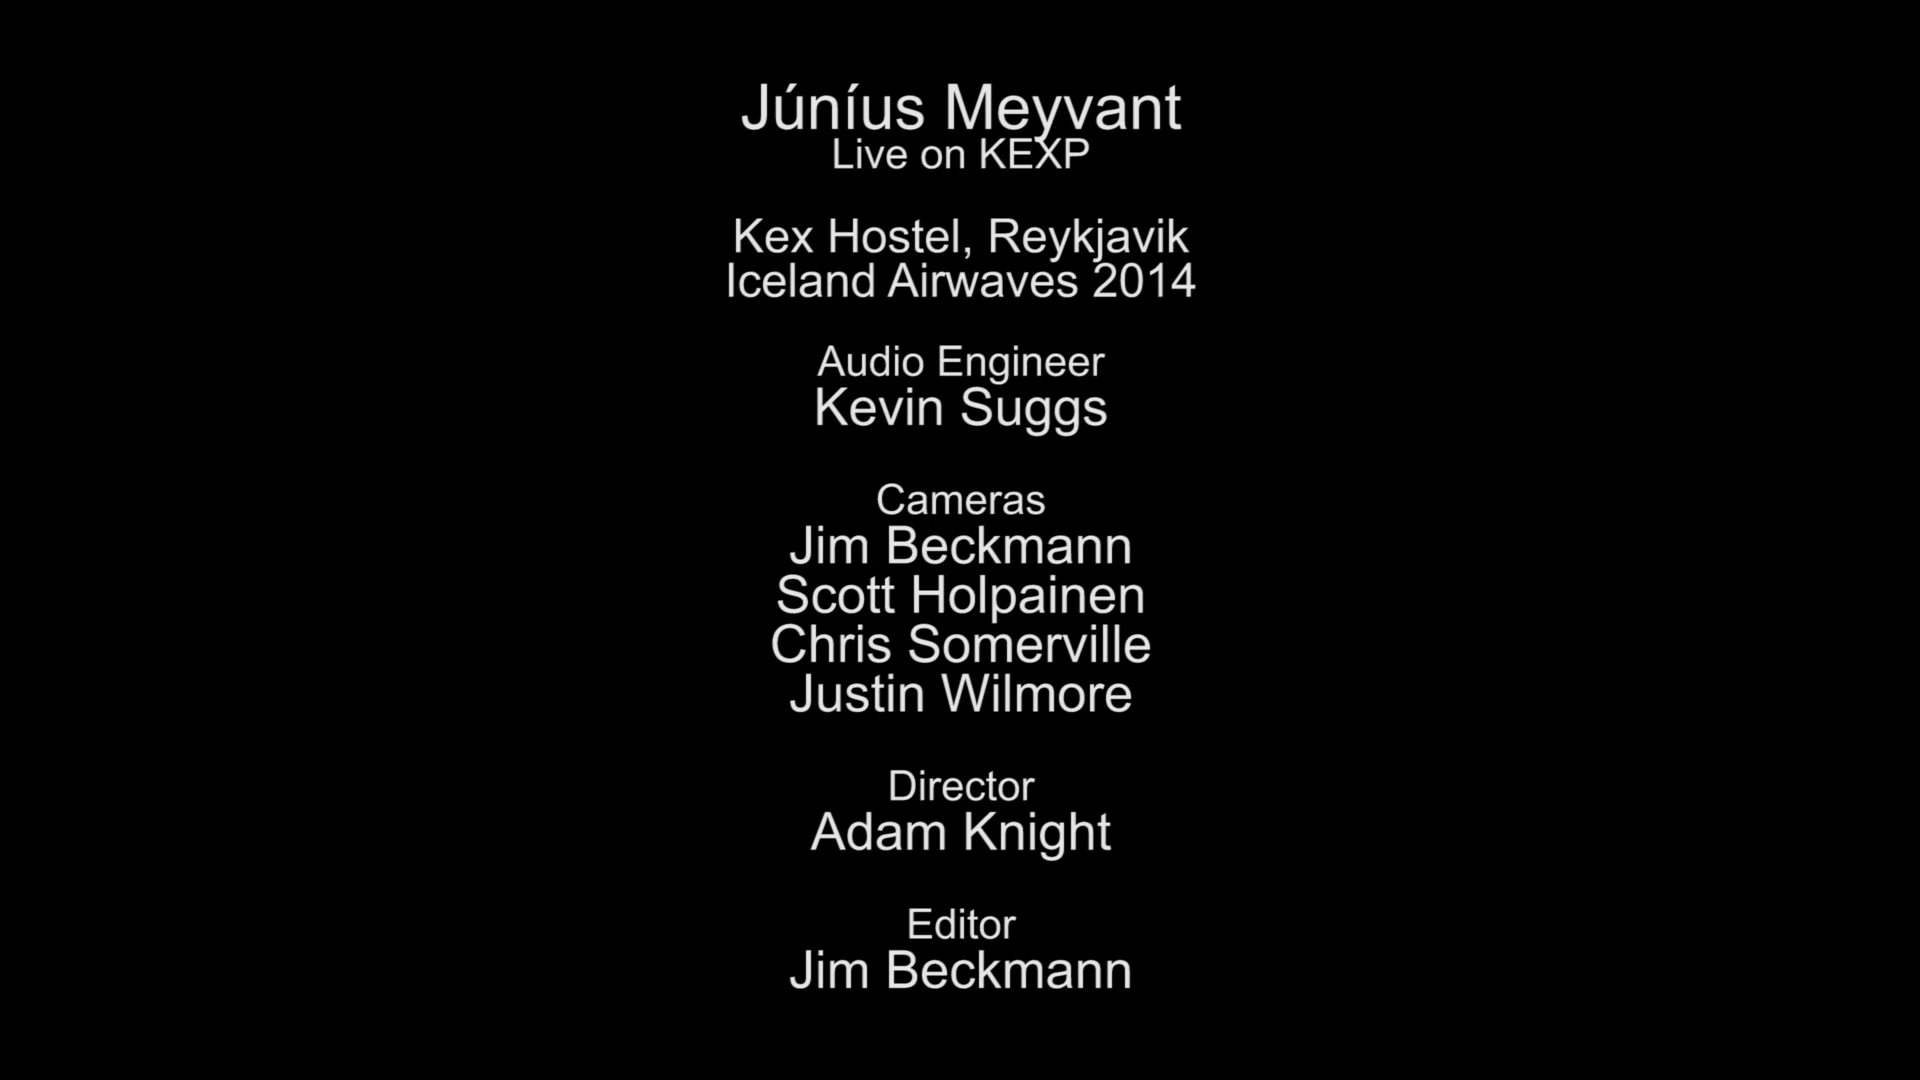 Júníus Meyvant
Live on KEXP
Kex Hostel, Reykjavik
Iceland Airwaves 2014
Audio Engineer
Kevin Suggs
Cameras
Jim Beckmann
Scott Holpainen
Chris Somerville
Justin Wilmore
Director
Adam Knight
Editor
Jim Beckmann